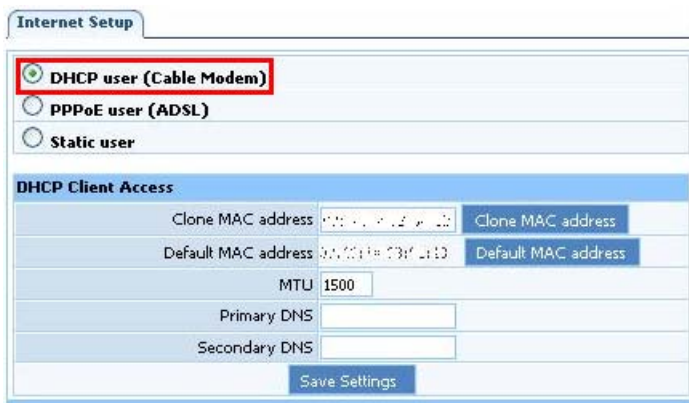 Internet Setup
DHCP user (Cable Modem)
PPPoE user (ADSL)
Static user
DHCP Client Access
Clone MAC address Clone MAC address
Default MAC address Default MAC address
MTU 1500
Primary DNS
Secondary DNS
Save Settings